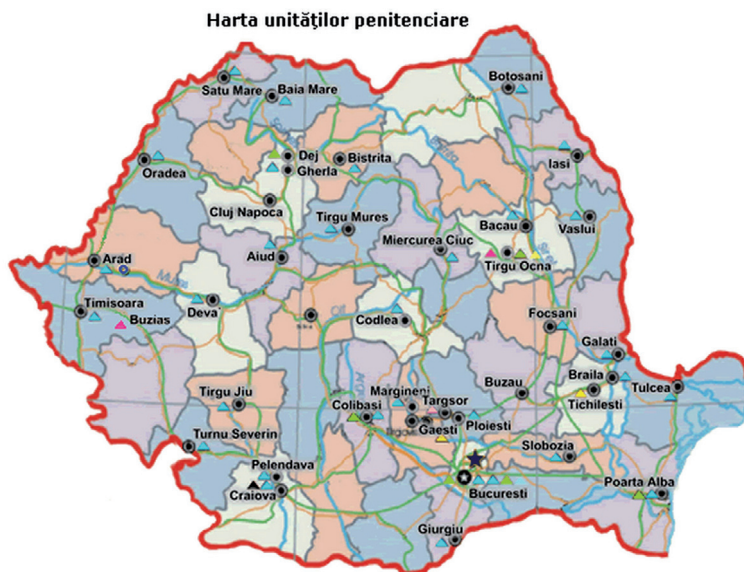 Harta unităţilor penitenciare
Satu Mare
Baia Mare
Botosani
Oradea
Dej
Gherla
Bistrita
Iasi
Cluj Napoca
Tirgu Mures
Miercurea Ciuc
Bacau
Vaslui
Arad
Aiud
Tirgu Ocna
Timisoara
Buzias
Deva
Codlea
Focsani
Galati
Braila
Tulcea
Tirgu Jiu
Margineni
Targsor
Buzau
Tichilesti
Colibasi
Gaesti
Ploiesti
Turnu Severin
Slobozia
Pelendava
Craiova
Bucuresti
Poarta Alba
Giurgiu
Olt